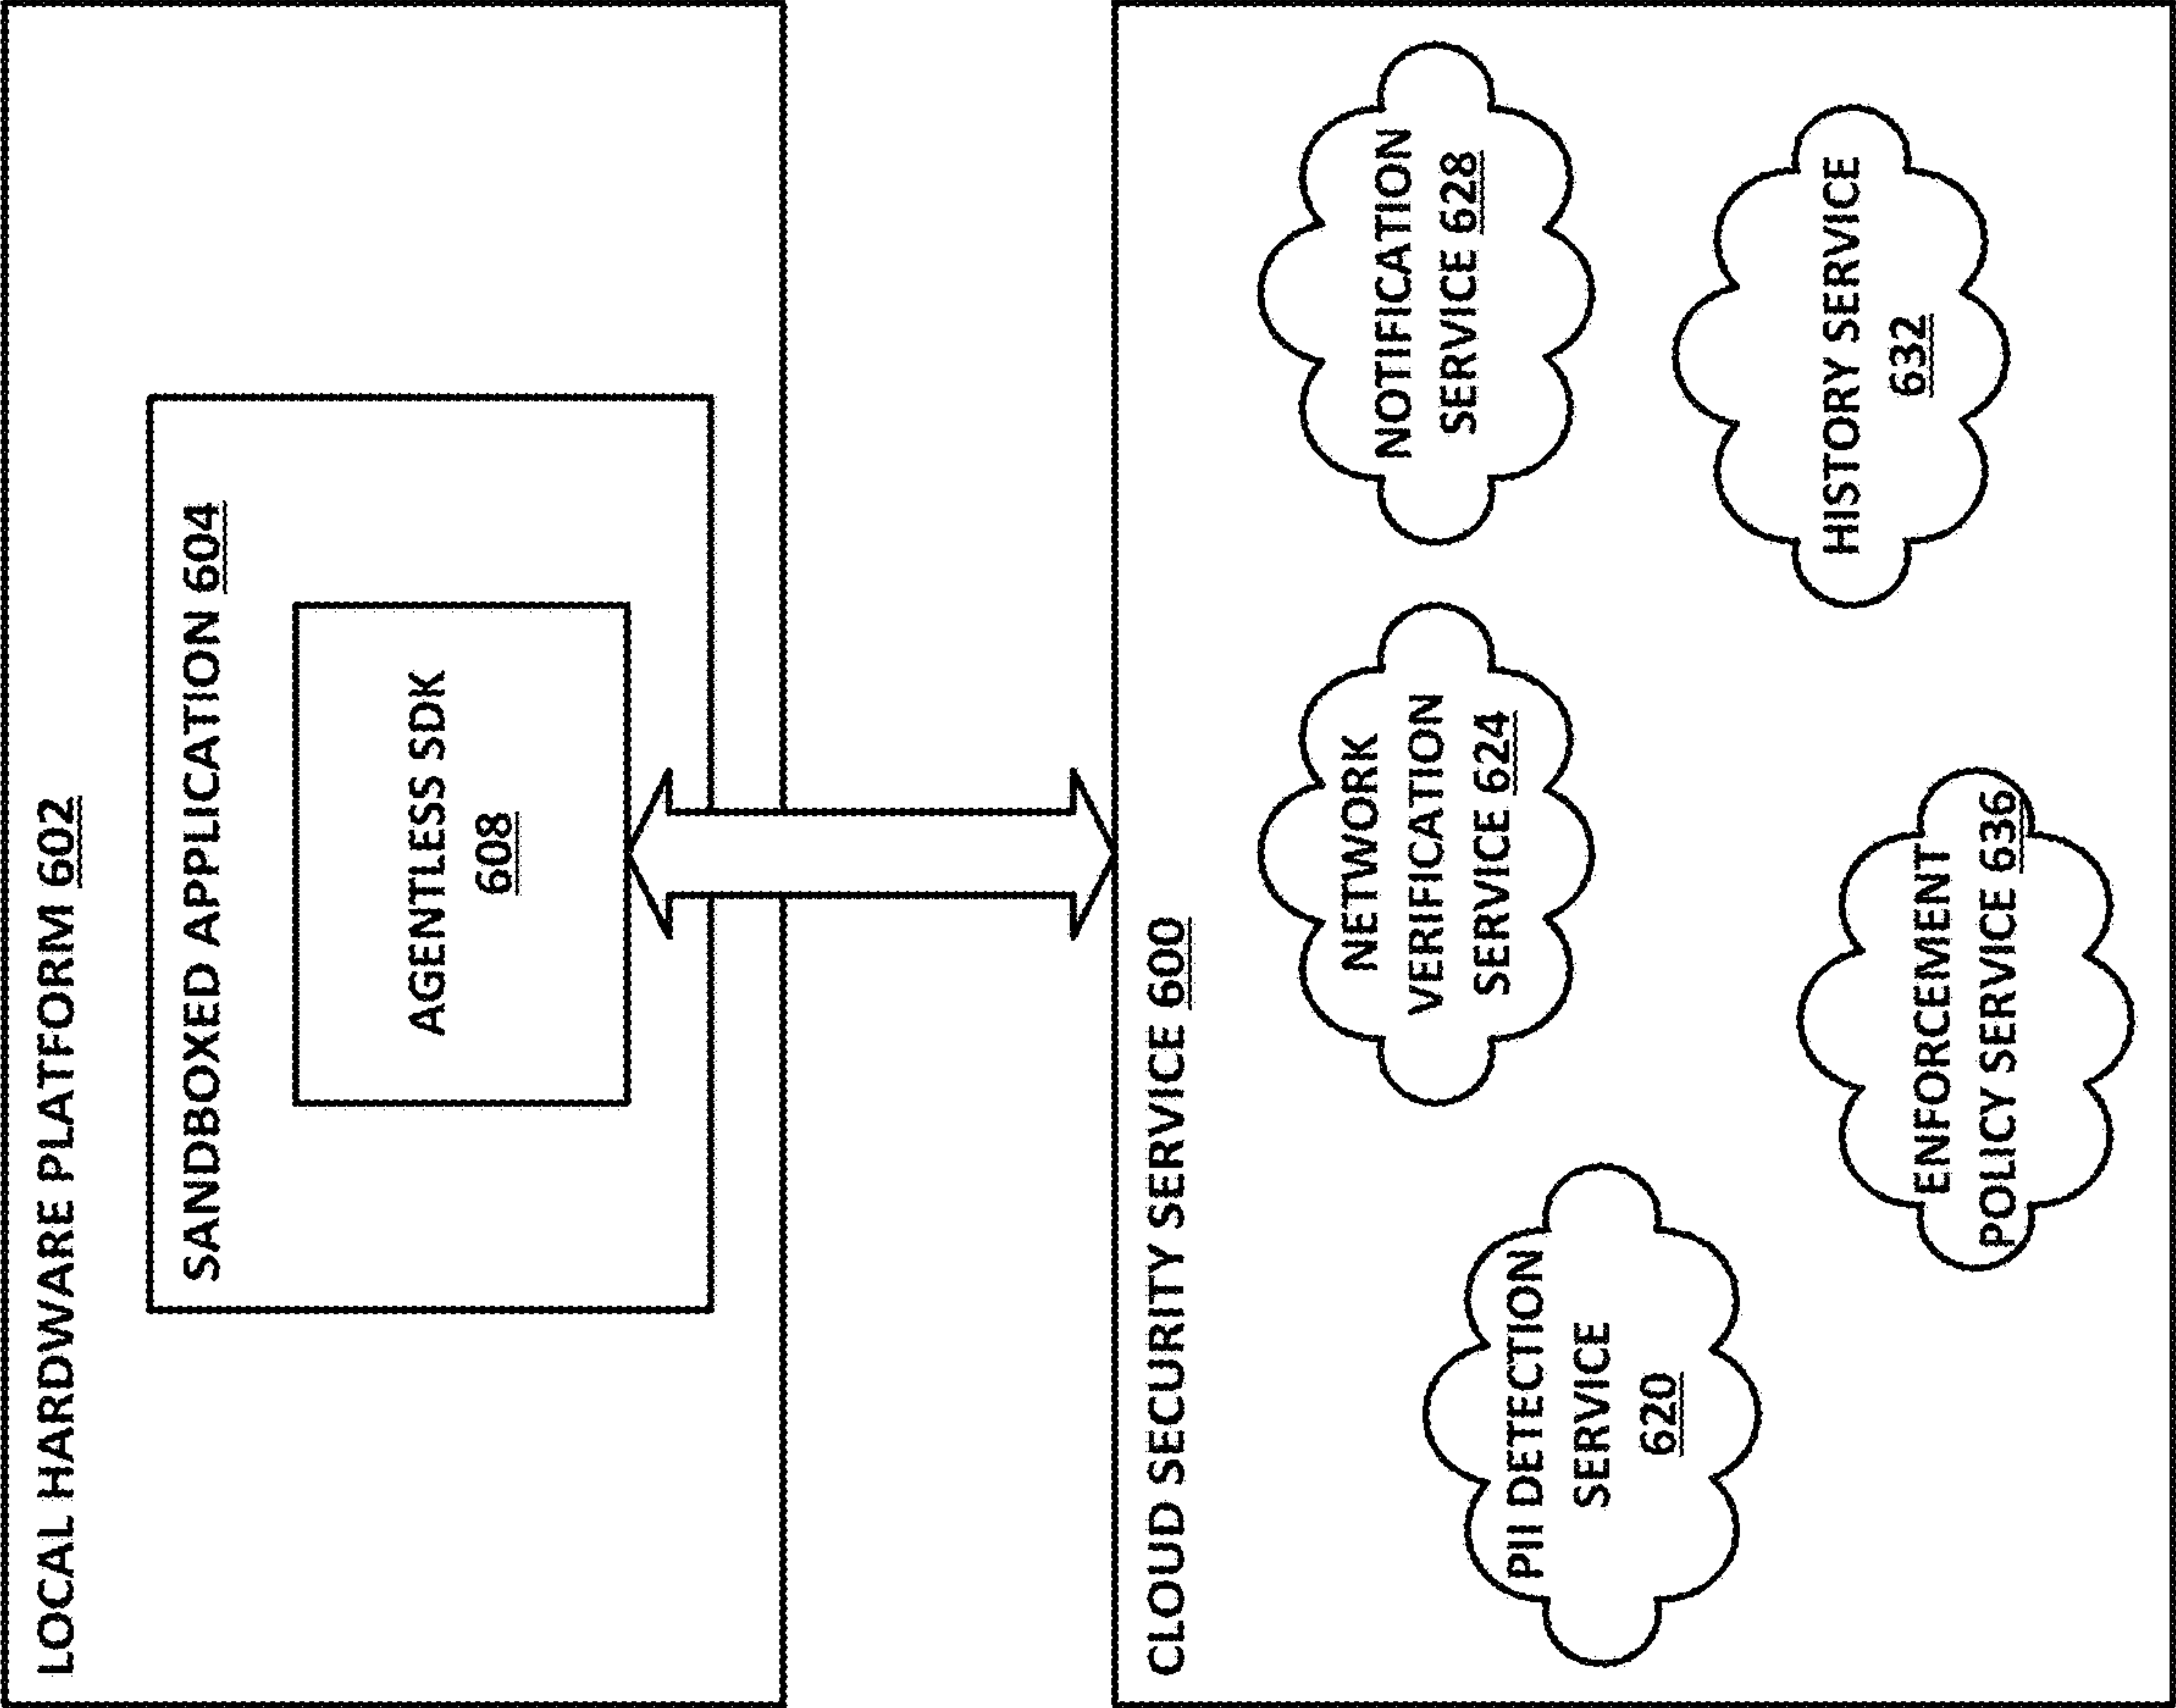 LOCAL HARDWARE PLATFORM 602
SANDBOXED APPLICATION 604
AGENTLESS SDK
608
CLOUD SECURITY SERVICE 600
PII DETECTION
SERVICE
620
NETWORK
VERIFICATION
SERVICE 624
NOTIFICATION
SERVICE 628
ENFORCEMENT
POLICY SERVICE 636
HISTORY SERVICE
632